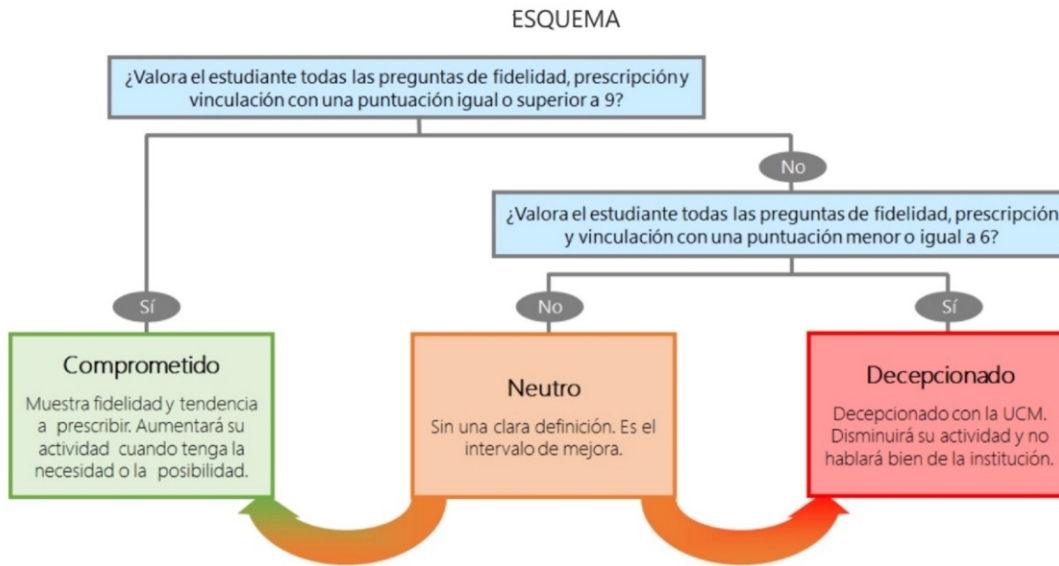 ESQUEMA
¿Valora el estudiante todas las preguntas de fidelidad, prescripción y
vinculación con una puntuación igual o superior a 9?
No
¿Valora el estudiante todas las preguntas de fidelidad, prescripción
y vinculación con una puntuación menor o igual a 6?
Sí
No
Sí
Comprometido
Muestra fidelidad y tendencia
a prescribir. Aumentará su
actividad cuando tenga la
necesidad o la posibilidad.
Neutro
Sin una clara definición. Es el
intervalo de mejora.
Decepcionado
Decepcionado con la UCM.
Disminuirá su actividad y no
hablará bien de la institución.